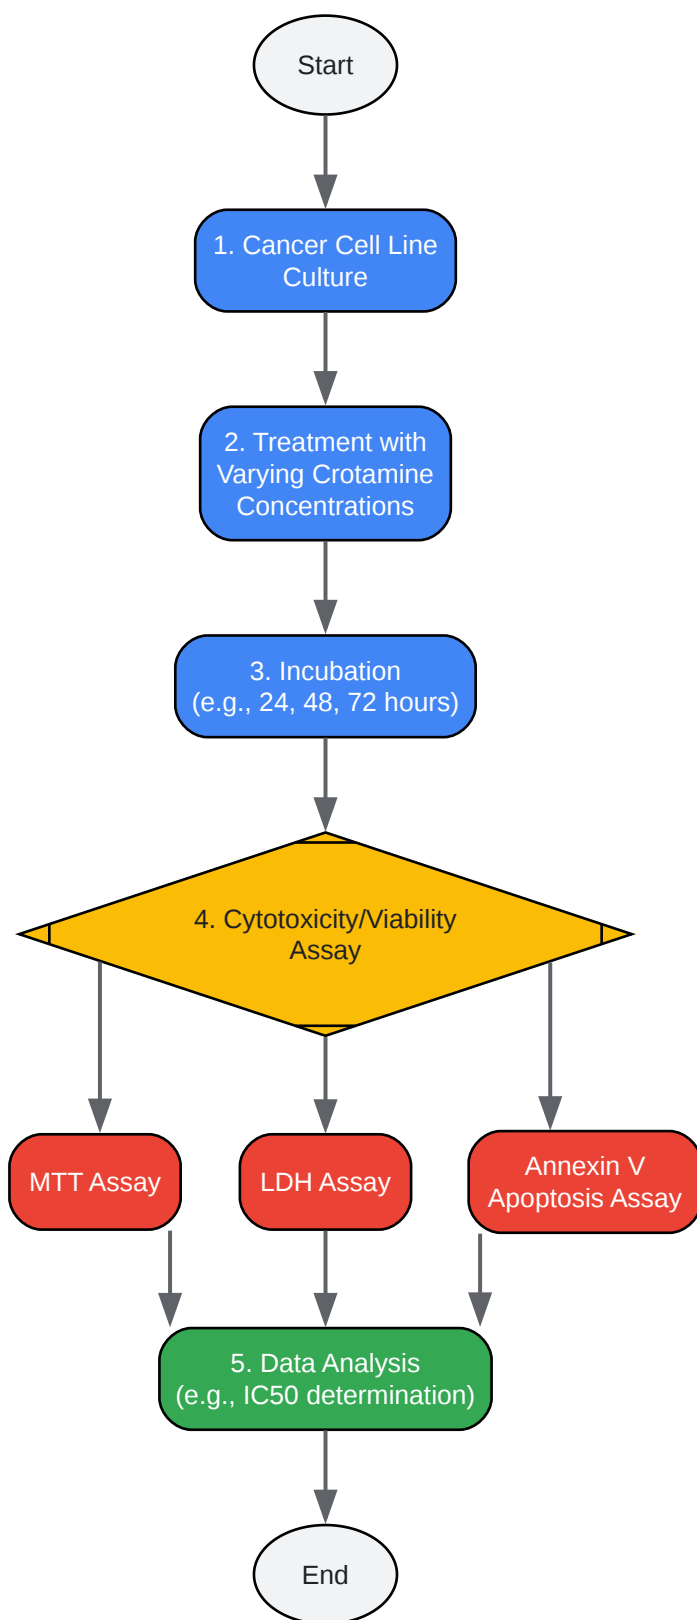 Start
1. Cancer Cell Line
Culture
2. Treatment with
Varying Crotamine
Concentrations
3. Incubation
(e.g., 24, 48, 72 hours)
4. Cytotoxicity/Viability
Assay
MTT Assay
LDH Assay
Annexin V
Apoptosis Assay
5. Data Analysis
(e.g., IC50 determination)
End